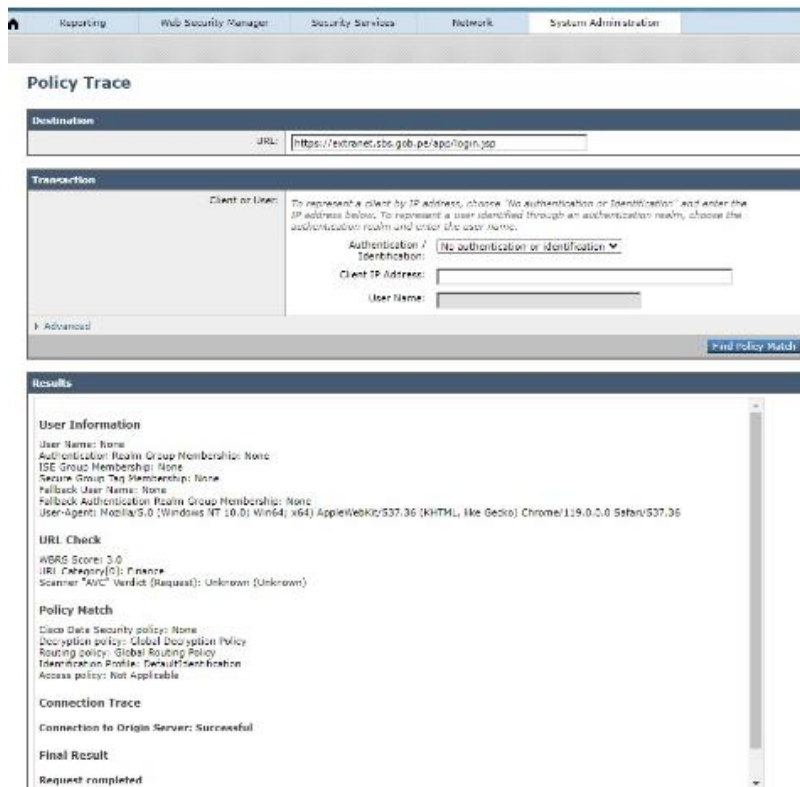 Reporting
Web Security Manager
Security Services
Network
System Administration
Policy Trace
Destination
URL:
https://extranet.sbs.gob.pe/app/login.jsp
Transaction
Client or User:
To represent a client by IP address, choose "No authentication or Identification" and enter the
IP address below. To represent a user identified through an authentication realm, choose the
authentication realm and enter the user name.
Authentication /
Identification:
No authentication or identification
Client IP Address:
User Name:
Advanced
Find Policy Match
Results
User Information
User Name: None
Authentication Realm Group Membership: None
ISE Group Membership: None
Secure Group Tag Membership: None
Fallback User Name: None
Fallback Authentication Realm Group Membership: None
User-Agent: Mozilla/5.0 (Windows NT 10.0; Win64; x64) AppleWebKit/537.36 (KHTML, like Gecko) Chrome/119.0.0.0 Safari/537.36
URL Check
WBRS Score: 3.0
URL Category[0]: Finance
Scanner "AVC" Verdict (Request): Unknown (Unknown)
Policy Match
Cisco Data Security policy: None
Decryption policy: Global Decryption Policy
Routing policy: Global Routing Policy
Identification Profile: DefaultIdentification
Access policy: Not Applicable
Connection Trace
Connection to Origin Server: Successful
Final Result
Request completed